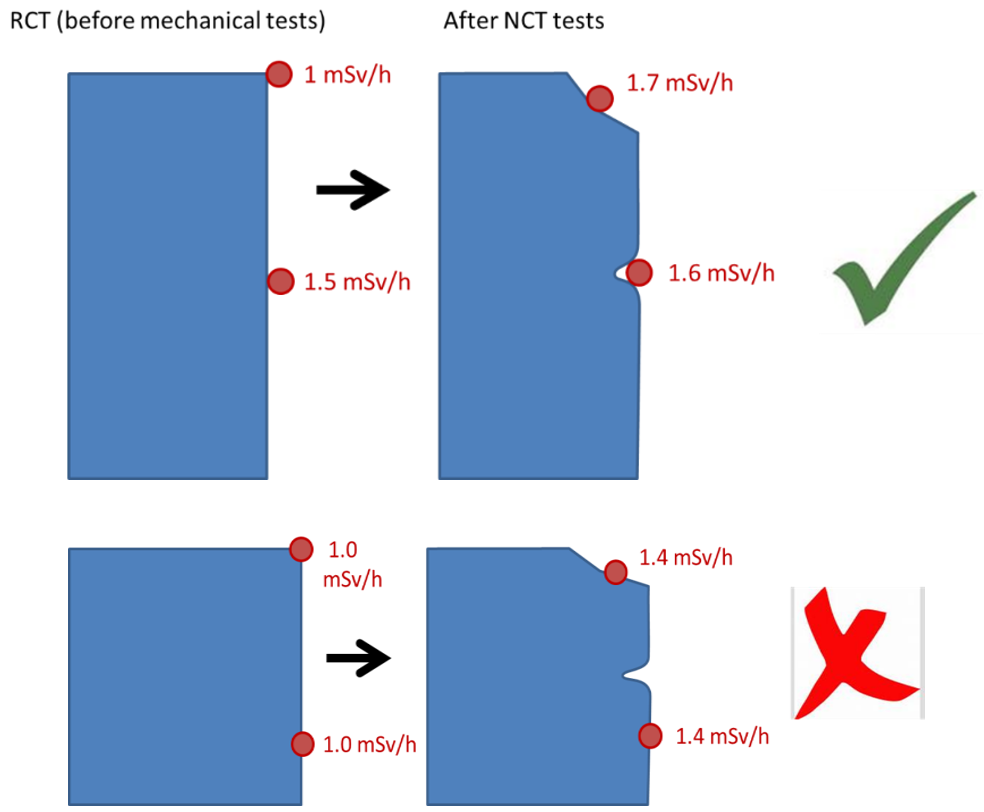 RCT (before mechanical tests)
After NCT tests
1 mSv/h
1.7 mSv/h
1.5 mSv/h
1.6 mSv/h
1.0
mSv/h
1.4 mSv/h
1.0 mSv/h
1.4 mSv/h